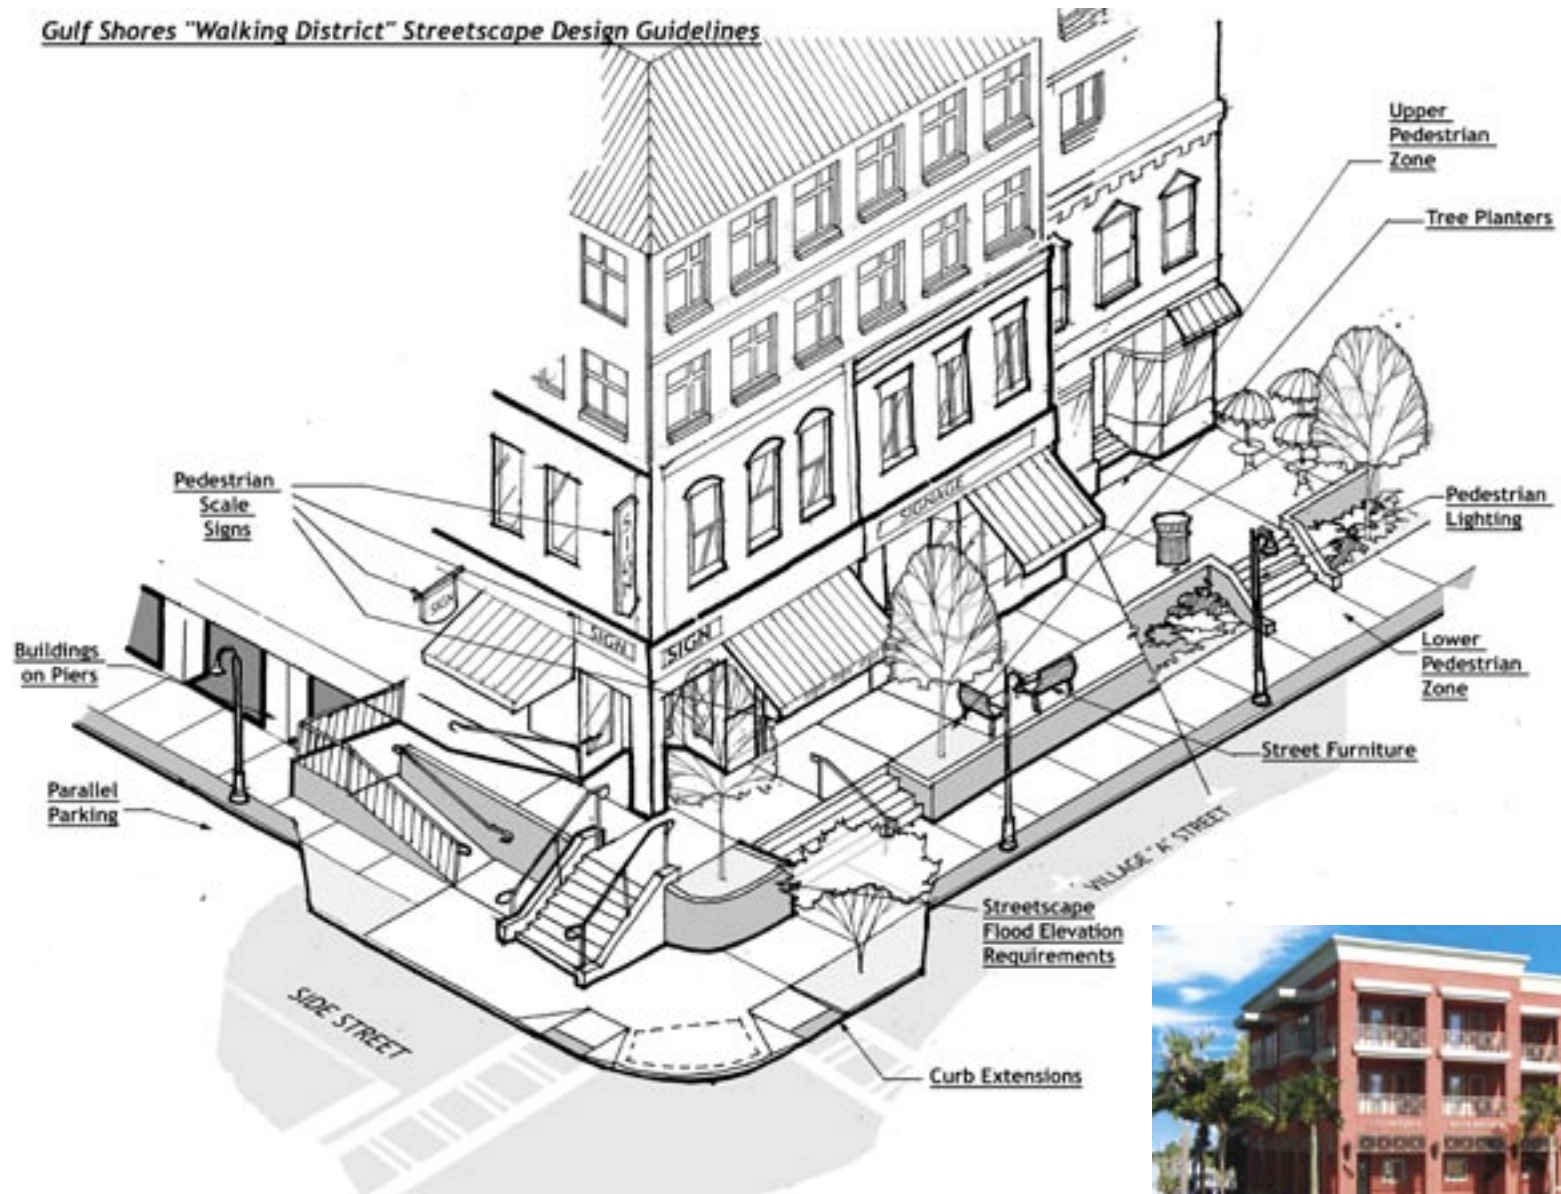 Gulf Shores "Walking District" Streetscape Design Guidelines
Upper
Pedestrian
Zone
Tree Planters
Pedestrian
Scale
Signs
SIGNAGE
Pedestrian
Lighting
SIGN
SIGN
SIGN
SIGN
Buildings
on Piers
Lower
Pedestrian
Zone
Street Furniture
Parallel
Parking
VILLAGE "A" STREET
Streetscape
Flood Elevation
Requirements
SIDE STREET
Curb Extensions